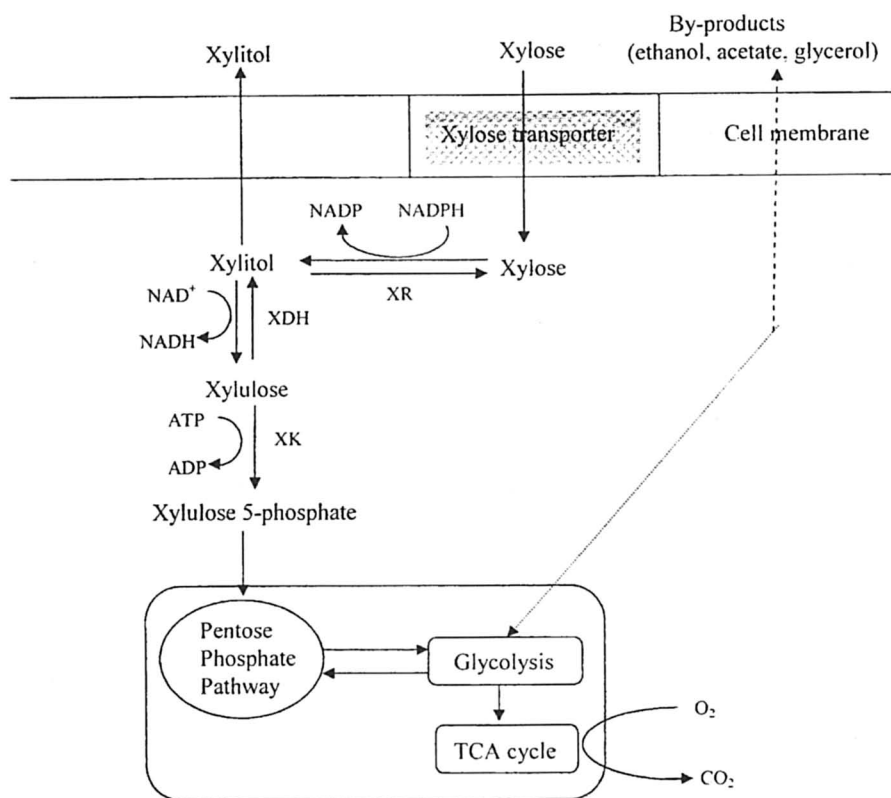 By-products
(ethanol, acetate, glycerol)
Xylitol
Xylose
Xylose transporter
Cell membrane
NADP
NADPH
Xylitol
Xylose
XR
NAD⁺
NADH
XDH
Xylulose
ATP
ADP
XK
Xylulose 5-phosphate
Pentose
Phosphate
Pathway
Glycolysis
TCA cycle
O₂
CO₂